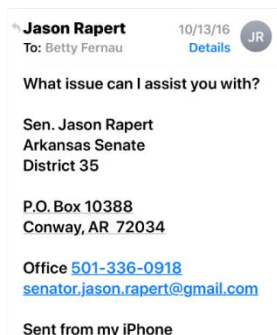 Jason Rapert 10/13/16
To: Betty Fernau Details
JR
What issue can I assist you with?
Sen. Jason Rapert
Arkansas Senate
District 35
P.O. Box 10388
Conway, AR 72034
Office 501-336-0918
senator.jason.rapert@gmail.com
Sent from my iPhone